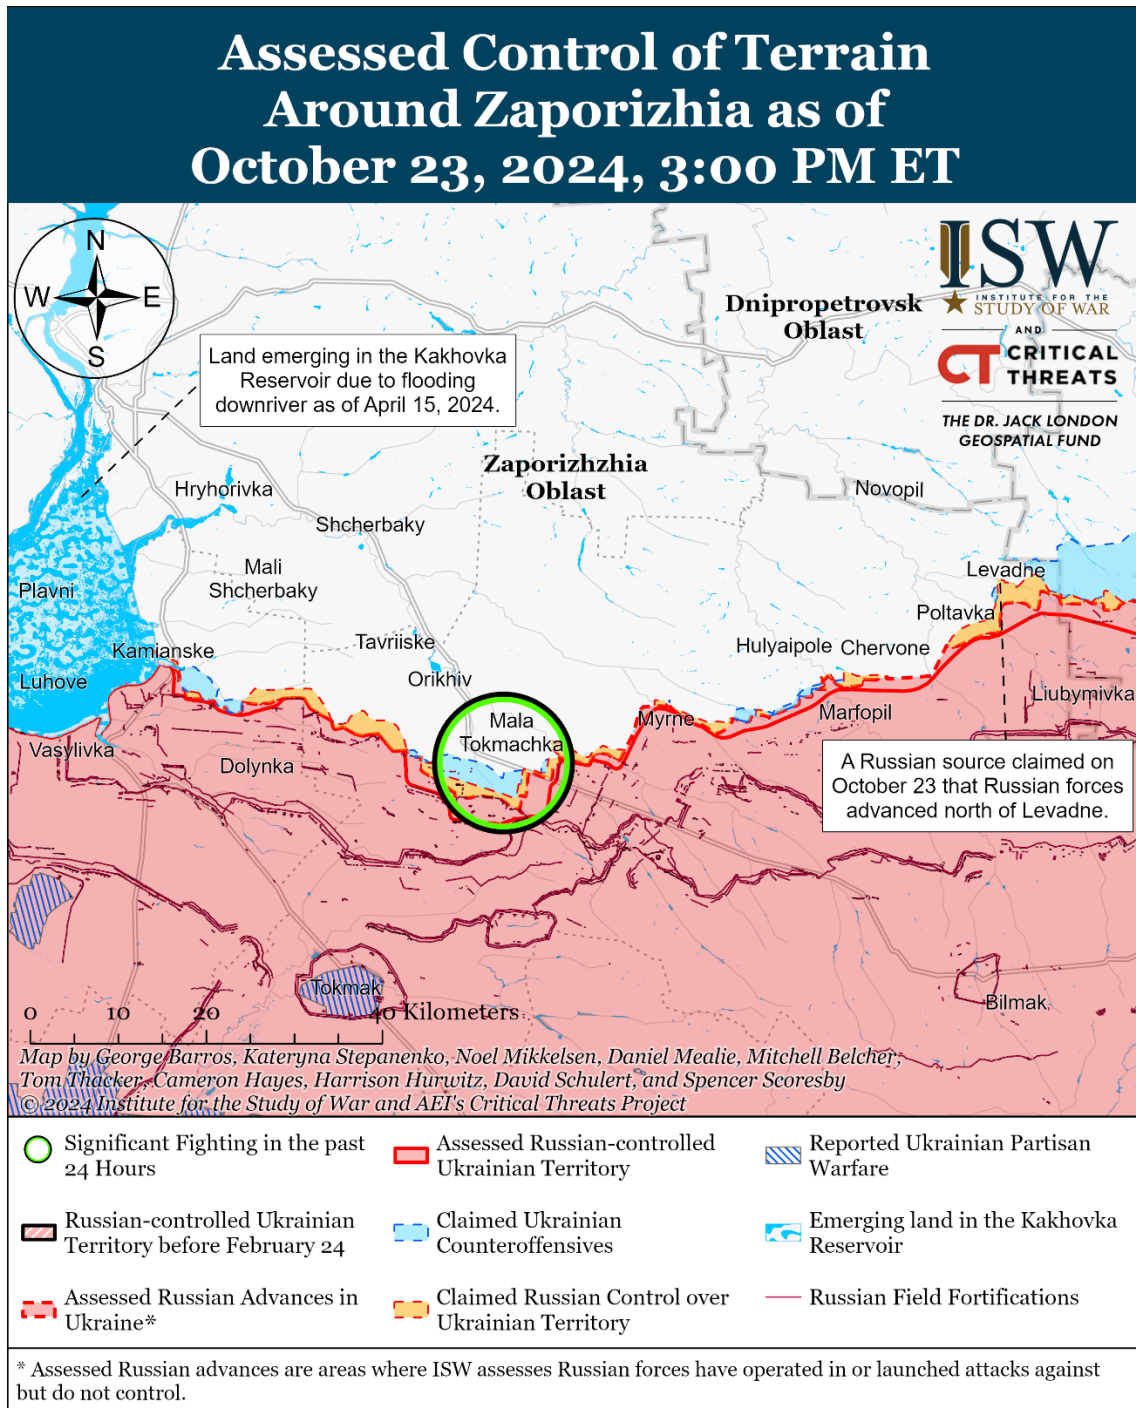 Assessed Control of Terrain
Around Zaporizhia as of
October 23, 2024, 3:00 PM ET
N
W
E
S
ISW
INSTITUTE FOR THE
STUDY OF WAR
AND
CT CRITICAL
THREATS
THE DR. JACK LONDON
GEOSPATIAL FUND
Dnipropetrovsk
Oblast
Land emerging in the Kakhovka
Reservoir due to flooding
downriver as of April 15, 2024.
Zaporizhzhia
Oblast
Hryhorivka
Novopil
Shcherbaky
Mali
Shcherbaky
Levadhe
Plavni
Poltavka
Tavriiske
Hulyaipole
Chervone
Kamianske
Orikhiv
Luhove
Liubymivka
Mala
Tokmachka
Myrne
Marfopil
Vasylivka
Dolynka
A Russian source claimed on
October 23 that Russian forces
advanced north of Levadne.
Tokmak
Bilmak
0 20 40 Kilometers
Map by George Barros, Kateryna Stepanenko, Noel Mikkelsen, Daniel Mealie, Mitchell Belcher,
Tom Thacker, Cameron Hayes, Harrison Hurwitz, David Schulert, and Spencer Scoresby
© 2024 Institute for the Study of War and AEI's Critical Threats Project
Significant Fighting in the past
24 Hours
Assessed Russian-controlled
Ukrainian Territory
Reported Ukrainian Partisan
Warfare
Russian-controlled Ukrainian
Territory before February 24
Claimed Ukrainian
Counteroffensives
Emerging land in the Kakhovka
Reservoir
Assessed Russian Advances in
Ukraine*
Claimed Russian Control over
Ukrainian Territory
Russian Field Fortifications
* Assessed Russian advances are areas where ISW assesses Russian forces have operated in or launched attacks against
but do not control.